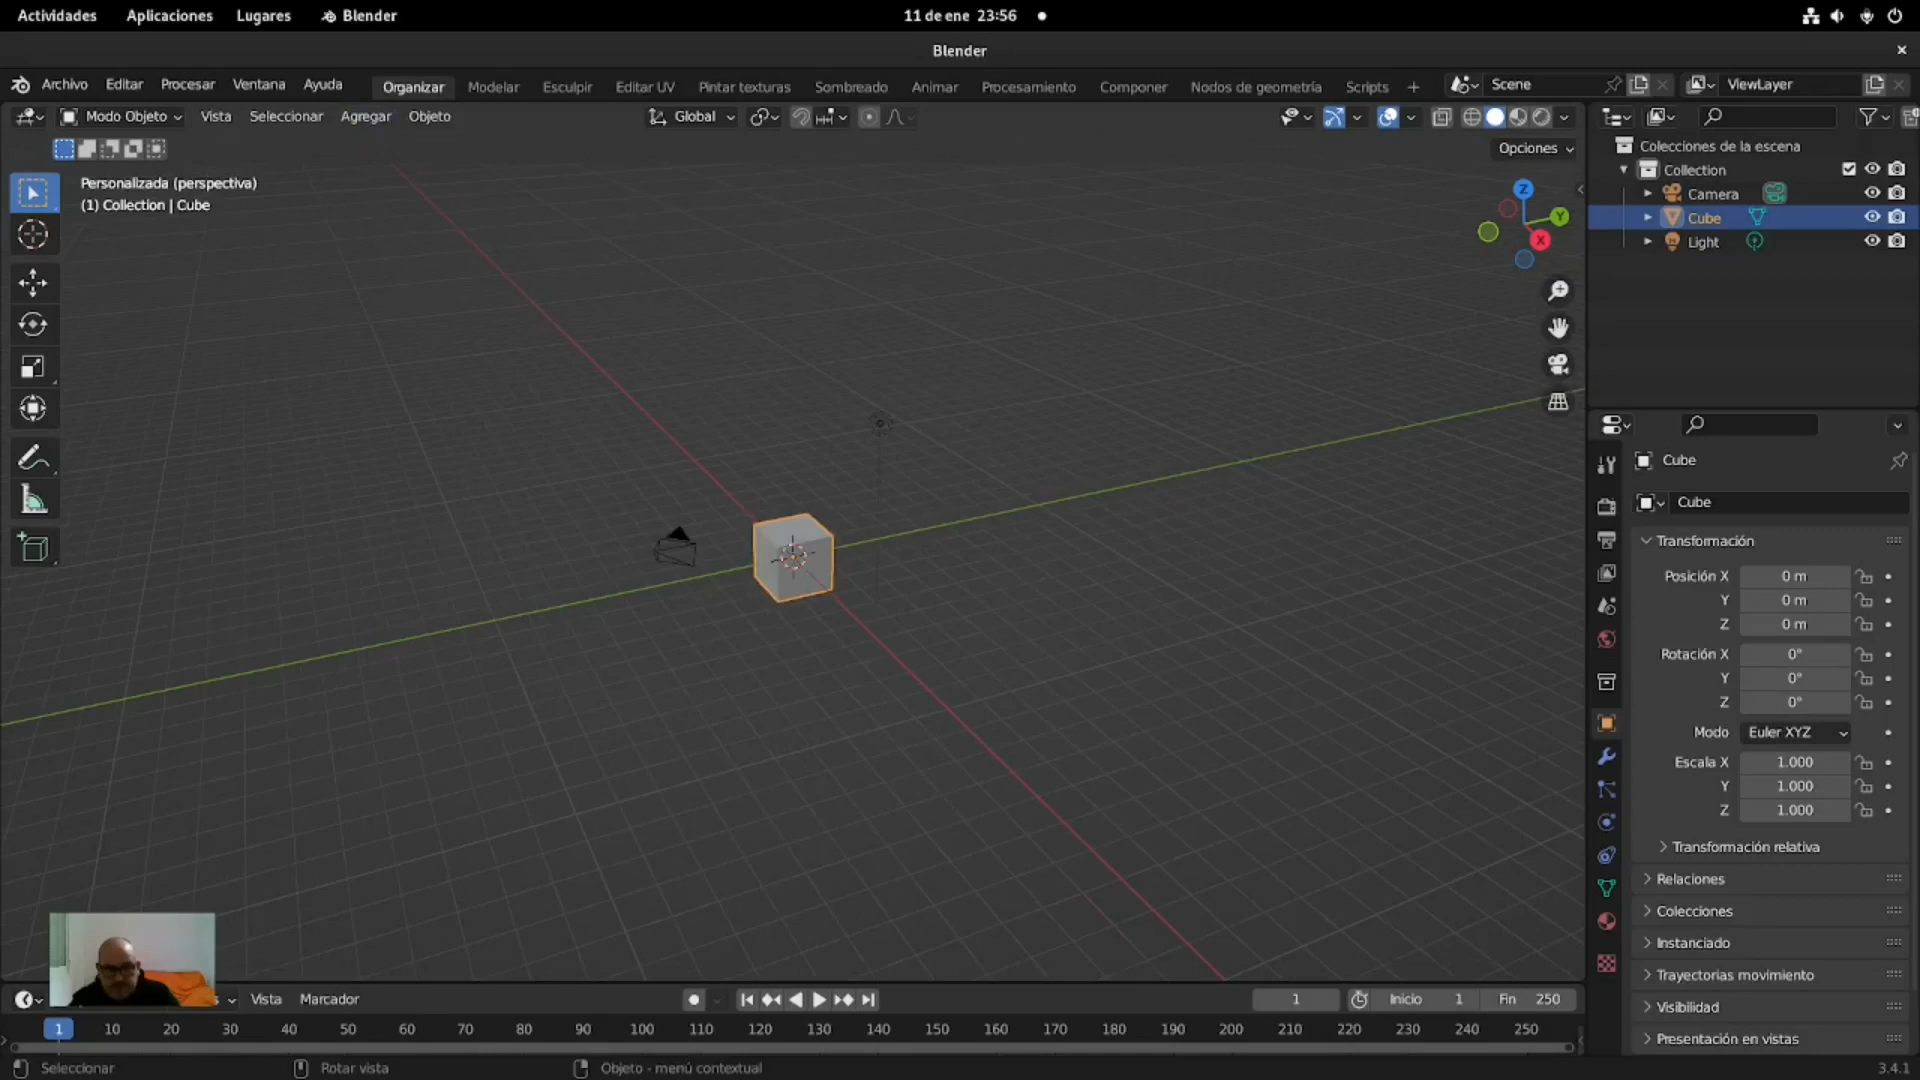 Actividades Aplicaciones Lugares Blender 11 de ene 23:56
Blender
Archivo Editar Procesar Ventana Ayuda Organizar Modelar Esculpir Editar UV Pintar texturas Sombreado Animar Procesamiento Componer Nodos de geometría Scripts + Scene ViewLayer
Modo Objeto Vista Seleccionar Agregar Objeto Global
Opciones
Personalizada (perspectiva)
(1) Collection | Cube
Z
Y
X
Colecciones de la escena
Collection
Camera
Cube
Light
Cube
Cube
Transformación
Posición X 0 m
Y 0 m
Z 0 m
Rotación X 0°
Y 0°
Z 0°
Modo Euler XYZ
Escala X 1.000
Y 1.000
Z 1.000
Transformación relativa
Relaciones
Colecciones
Instanciado
Trayectorias movimiento
Visibilidad
Presentación en vistas
s Vista Marcador 1 Inicio 1 Fin 250
1 10 20 30 40 50 60 70 80 90 100 110 120 130 140 150 160 170 180 190 200 210 220 230 240 250
Seleccionar Rotar vista Objeto - menú contextual 3.4.1